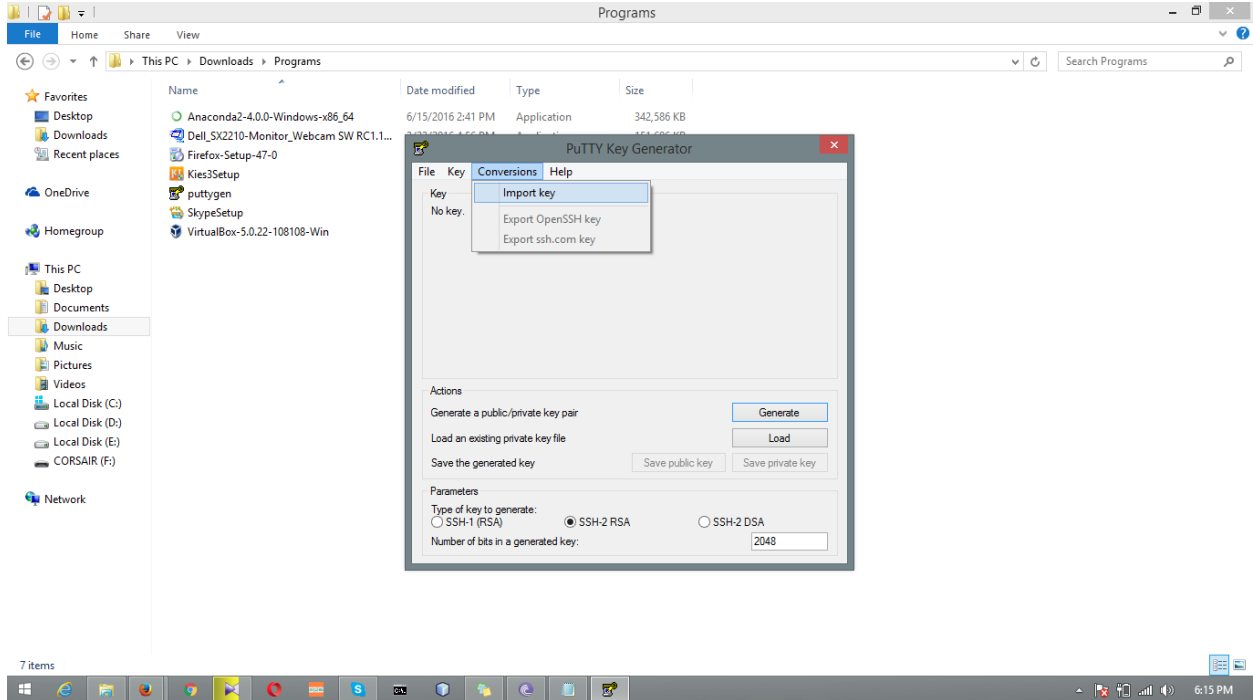 Programs
File Home Share View
This PC Downloads Programs
Search Programs
Favorites
Desktop
Downloads
Recent places
OneDrive
Homegroup
This PC
Desktop
Documents
Downloads
Music
Pictures
Videos
Local Disk (C:)
Local Disk (D:)
Local Disk (E:)
CORSAIR (F:)
Network
Name Date modified Type Size
Anaconda2-4.0.0-Windows-x86_64 6/15/2016 2:41 PM Application 342,586 KB
Dell_SX2210-Monitor_Webcam SW RC1.1...
Firefox-Setup-47-0
Kies3Setup
puttygen
SkypeSetup
VirtualBox-5.0.22-108108-Win
PuTTY Key Generator
File Key Conversions Help
Import key
Export OpenSSH key
Export ssh.com key
Key
No key.
Actions
Generate a public/private key pair Generate
Load an existing private key file Load
Save the generated key Save public key Save private key
Parameters
Type of key to generate:
SSH-1 (RSA) SSH-2 RSA SSH-2 DSA
Number of bits in a generated key: 2048
7 items
6:15 PM